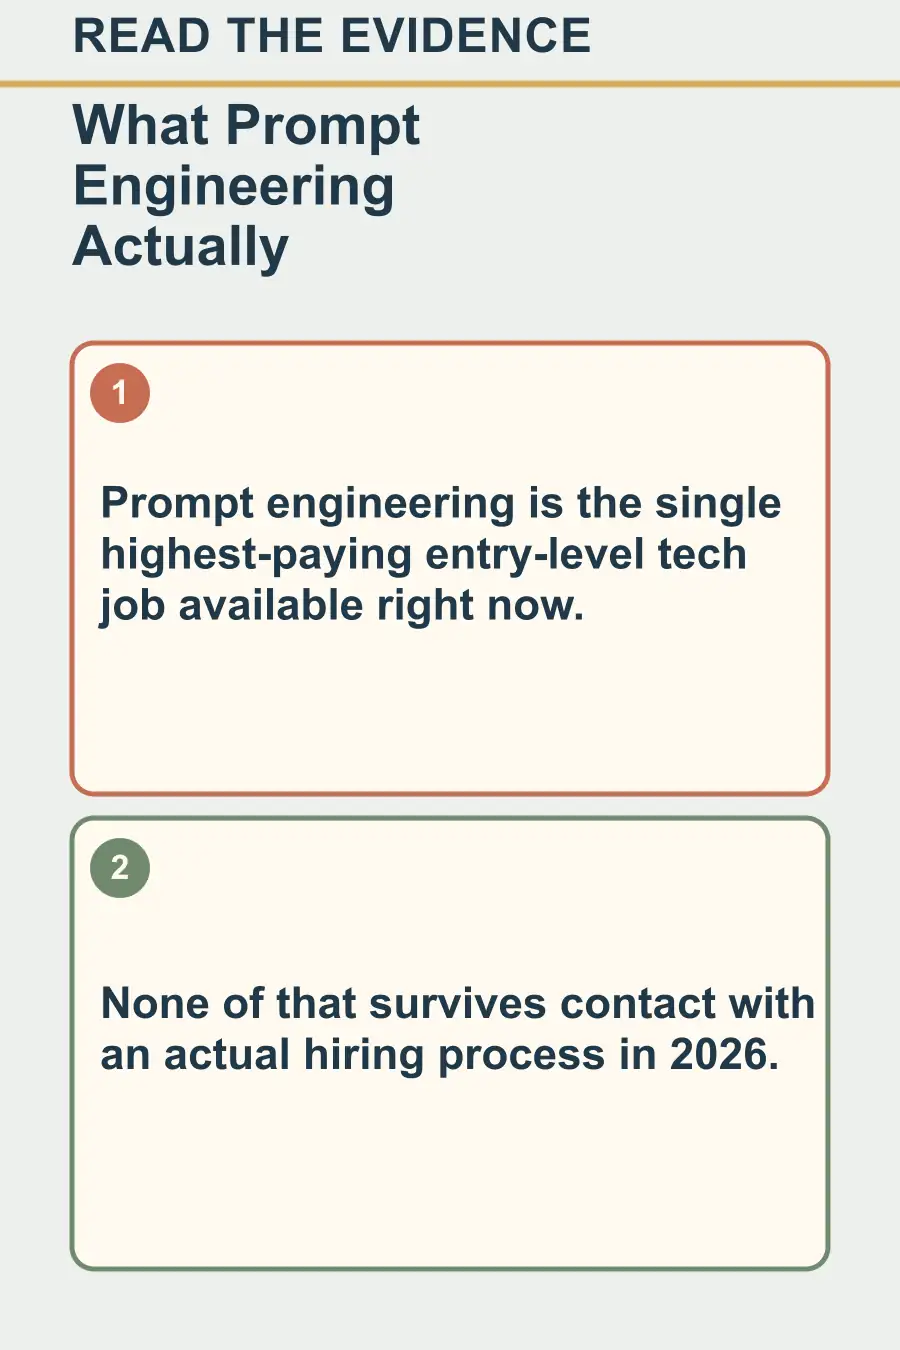 READ THE EVIDENCE
What Prompt
Engineering
Actually
1
Prompt engineering is the single
highest-paying entry-level tech
job available right now.
2
None of that survives contact with
an actual hiring process in 2026.